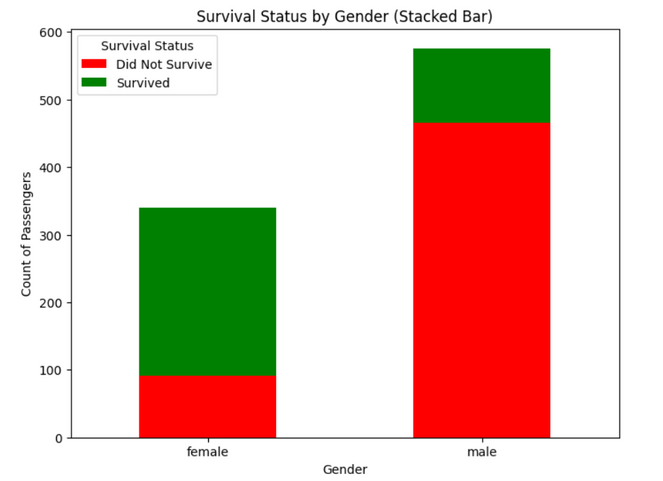 Survival Status by Gender (Stacked Bar)
Survival Status
Did Not Survive
Survived
Count of Passengers
600
500
400
300
200
100
0
female
male
Gender